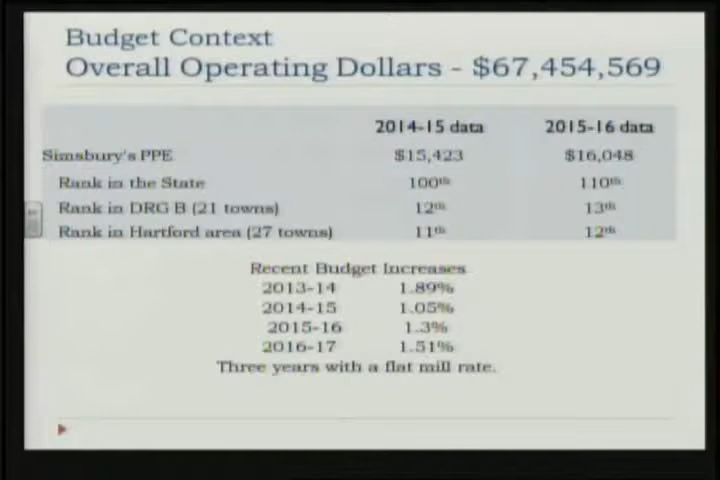 Budget Context
Overall Operating Dollars - $67,454,569
2014-15 data 2015-16 data
Simsbury's PPE $15,423 $16,048
Rank in the State 100th 110th
Rank in DRG B (21 towns) 12th 13th
Rank in Hartford area (27 towns) 11th 12th
Recent Budget Increases
2013-14 1.89%
2014-15 1.05%
2015-16 1.3%
2016-17 1.51%
Three years with a flat mill rate.